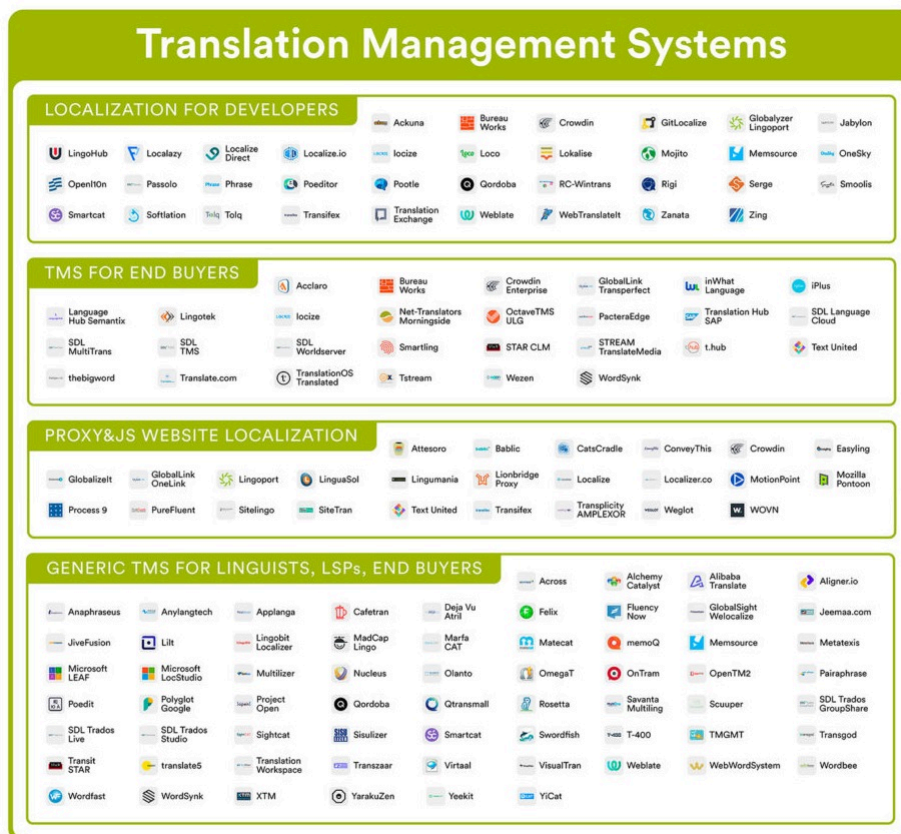 Translation Management Systems
LOCALIZATION FOR DEVELOPERS
Ackuna
Bureau
Works
Crowdin
GitLocalize
Globalyzer
Lingoport
Jabylon
LingoHub
Localazy
Localize
Direct
Localize.io
locize
Loco
Lokalise
Mojito
Memsource
OneSky
Openl10n
Passolo
Phrase
Poeditor
Pootle
Qordoba
RC-Wintrans
Rigi
Serge
Smoolis
Smartcat
Softlation
Tolq
Transifex
Translation
Exchange
Weblate
WebTranslateIt
Zanata
Zing
TMS FOR END BUYERS
Acclaro
Bureau
Works
Crowdin
Enterprise
GlobalLink
Transperfect
inWhat
Language
iPlus
Language
Hub Semantix
Lingotek
locize
Net-Translators
Morningside
OctaveTMS
ULG
PacteraEdge
Translation Hub
SAP
SDL Language
Cloud
SDL
MultiTrans
SDL
TMS
SDL
Worldserver
Smartling
STAR CLM
STREAM
TranslateMedia
t.hub
Text United
thebigword
Translate.com
TranslationOS
Translated
Tstream
Wezen
WordSynk
PROXY&JS WEBSITE LOCALIZATION
Attesoro
Bablic
CatsCradle
ConveyThis
Crowdin
Easyling
GlobalizeIt
GlobalLink
OneLink
Lingoport
LinguaSol
Lingumania
Lionbridge
Proxy
Localize
Localizer.co
MotionPoint
Mozilla
Pontoon
Process 9
PureFluent
Sitelingo
SiteTran
Text United
Transifex
Transplicity
AMPLEXOR
Weglot
WOVN
GENERIC TMS FOR LINGUISTS, LSPs, END BUYERS
Across
Alchemy
Catalyst
Alibaba
Translate
Aligner.io
Anaphraseus
Anylangtech
Applanga
Cafetran
Deja Vu
Atril
Felix
Fluency
Now
GlobalSight
Welocalize
Jeemaa.com
JiveFusion
Lilt
Lingobit
Localizer
MadCap
Lingo
Marfa
CAT
Matecat
memoQ
Memsource
Metatexis
Microsoft
LEAF
Microsoft
LocStudio
Multilizer
Nucleus
Olanto
OmegaT
OnTram
OpenTM2
Pairaphrase
Poedit
Polyglot
Google
Project
Open
Qordoba
Qtransmall
Rosetta
Savanta
Multiling
Scuuper
SDL Trados
GroupShare
SDL Trados
Live
SDL Trados
Studio
Sightcat
Sisulizer
Smartcat
Swordfish
T-400
TMGMT
Transgod
Transit
STAR
translate5
Translation
Workspace
Transzaar
Virtaal
VisualTran
Weblate
WebWordSystem
Wordbee
Wordfast
WordSynk
XTM
YarakuZen
Yeekit
YiCat